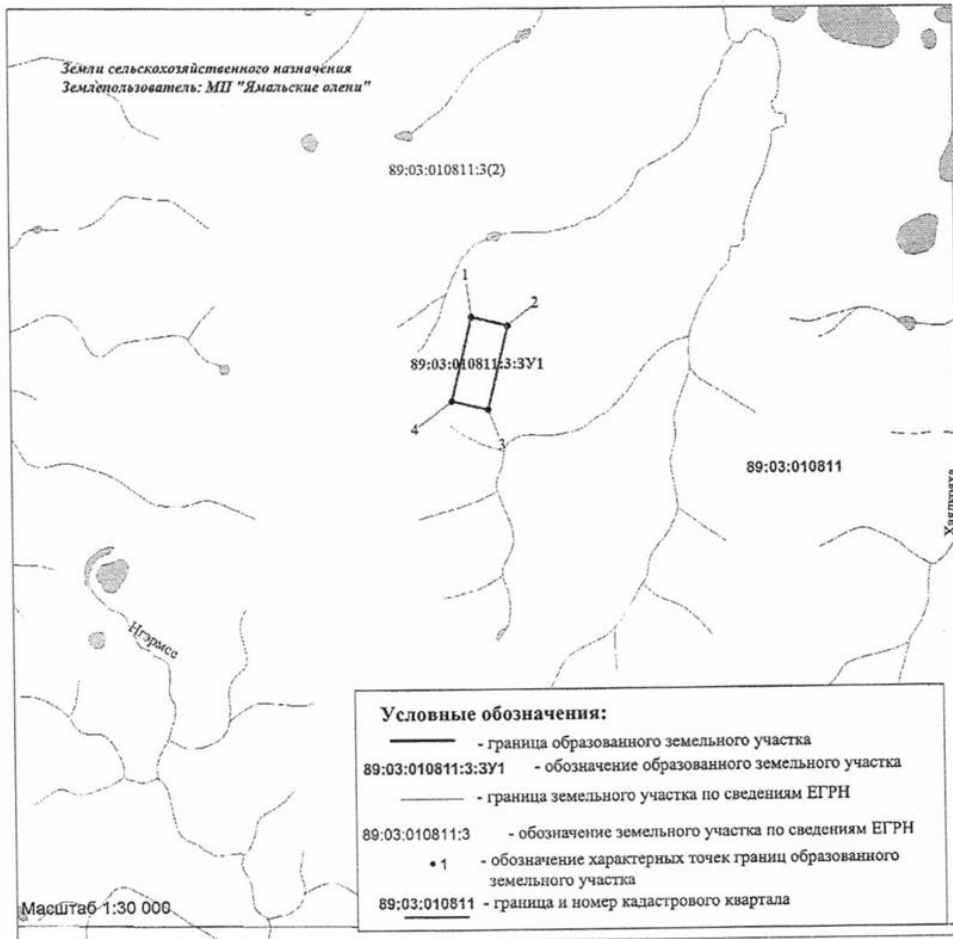 Земли сельскохозяйственного назначения
Землепользователь: МП "Ямальские олени"
89:03:010811:3(2)
1
2
89:03:010811:3:ЗУ1
4
3
89:03:010811
Хаялуряха
Нгэрмсе
Условные обозначения:
- граница образованного земельного участка
89:03:010811:3:ЗУ1 - обозначение образованного земельного участка
- граница земельного участка по сведениям ЕГРН
89:03:010811:3 - обозначение земельного участка по сведениям ЕГРН
• 1 - обозначение характерных точек границ образованного
земельного участка
89:03:010811 - граница и номер кадастрового квартала
Масштаб 1:30 000